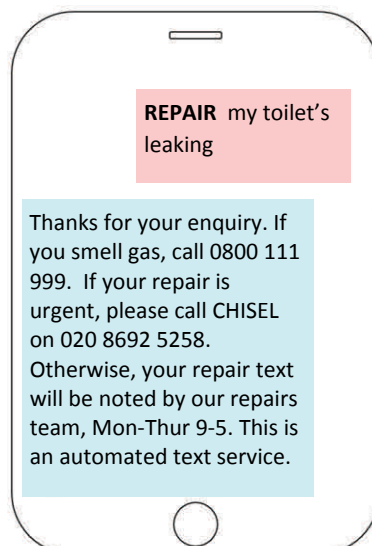 REPAIR my toilet's
leaking
Thanks for your enquiry. If
you smell gas, call 0800 111
999. If your repair is
urgent, please call CHISEL
on 020 8692 5258.
Otherwise, your repair text
will be noted by our repairs
team, Mon-Thur 9-5. This is
an automated text service.